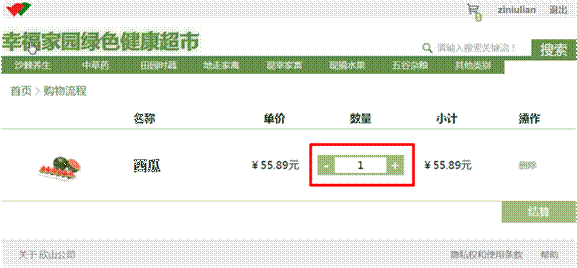 ziniulian 退出
幸福家园绿色健康超市
请输入搜索关键词！ 搜索
沙棘养生 中草药 田园时蔬 地走家禽 现宰家畜 现摘水果 五谷杂粮 其他类别
首页 > 购物流程
名称 单价 数量 小计 操作
西瓜 ¥ 55.89元 - 1 + ¥ 55.89元 删除
结算
关于 欣山公司 隐私权和使用条款 帮助